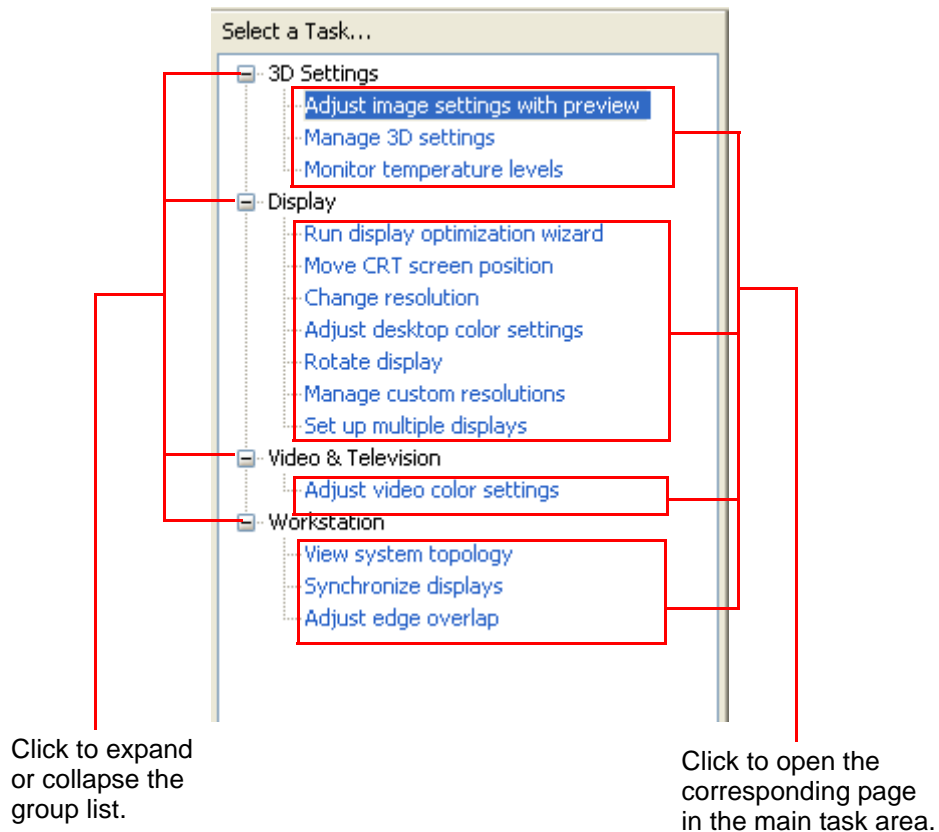 Select a Task...
3D Settings
Adjust image settings with preview
Manage 3D settings
Monitor temperature levels
Display
Run display optimization wizard
Move CRT screen position
Change resolution
Adjust desktop color settings
Rotate display
Manage custom resolutions
Set up multiple displays
Video & Television
Adjust video color settings
Workstation
View system topology
Synchronize displays
Adjust edge overlap
Click to expand
or collapse the
group list.
Click to open the
corresponding page
in the main task area.